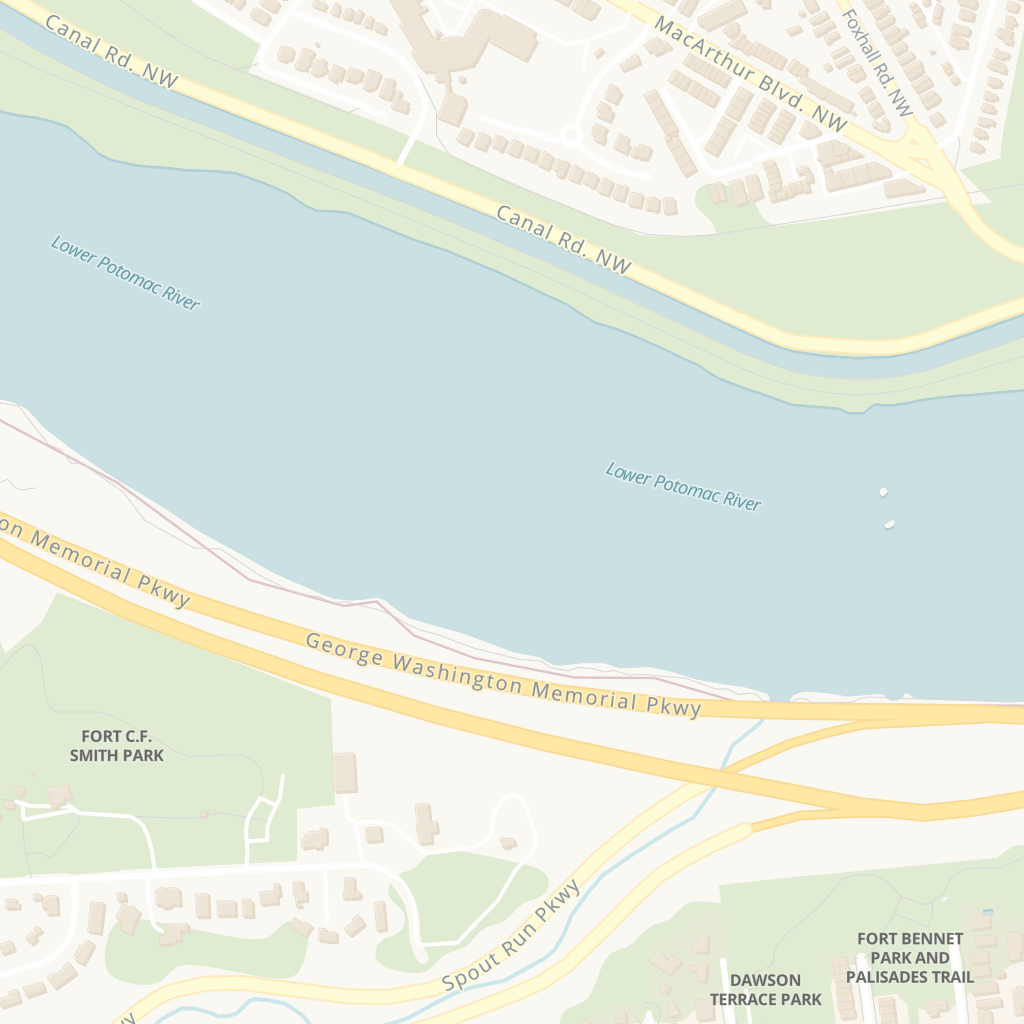 Canal Rd. NW
MacArthur Blvd. NW
Foxhall Rd. NW
Canal Rd. NW
Lower Potomac River
Lower Potomac River
on Memorial Pkwy
George Washington Memorial Pkwy
FORT C.F.
SMITH PARK
Spout Run Pkwy
FORT BENNET
PARK AND
PALISADES TRAIL
DAWSON
TERRACE PARK
wy